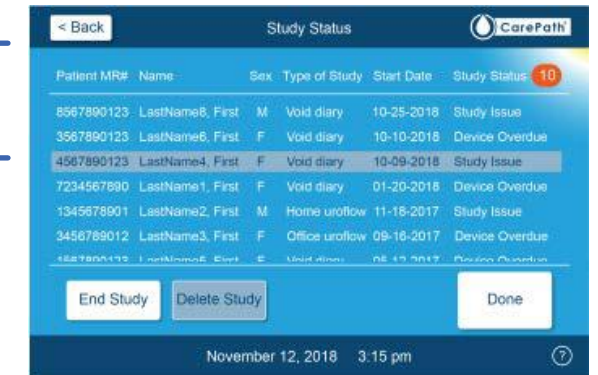 < Back Study Status CarePath
Patient MR# Name Sex Type of Study Start Date Study Status 10
8567890123 LastName8, First M Void diary 10-25-2018 Study Issue
3567890123 LastName6, First F Void diary 10-10-2018 Device Overdue
4567890123 LastName4, First F Void diary 10-09-2018 Study Issue
7234567890 LastName1, First F Void diary 01-20-2018 Device Overdue
1345678901 LastName2, First M Home uroflow 11-18-2017 Study Issue
3456789012 LastName3, First F Office uroflow 09-16-2017 Device Overdue
End Study Delete Study Done
November 12, 2018 3:15 pm ?